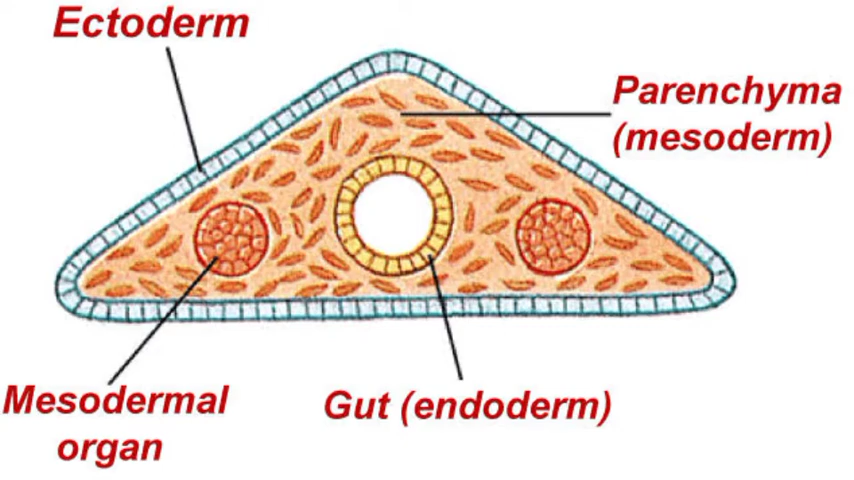 Ectoderm
Parenchyma
(mesoderm)
Mesodermal
organ
Gut (endoderm)